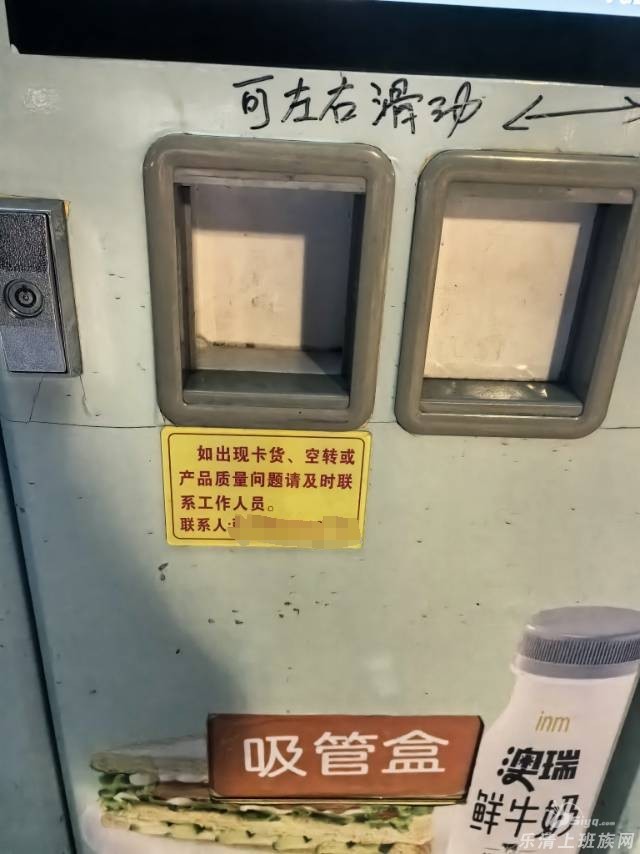 可左右滑动
如出现卡货、空转或
产品质量问题请及时联
系工作人员。
联系人:
吸管盒
inm
澳瑞
鲜牛奶
乐清上班族网